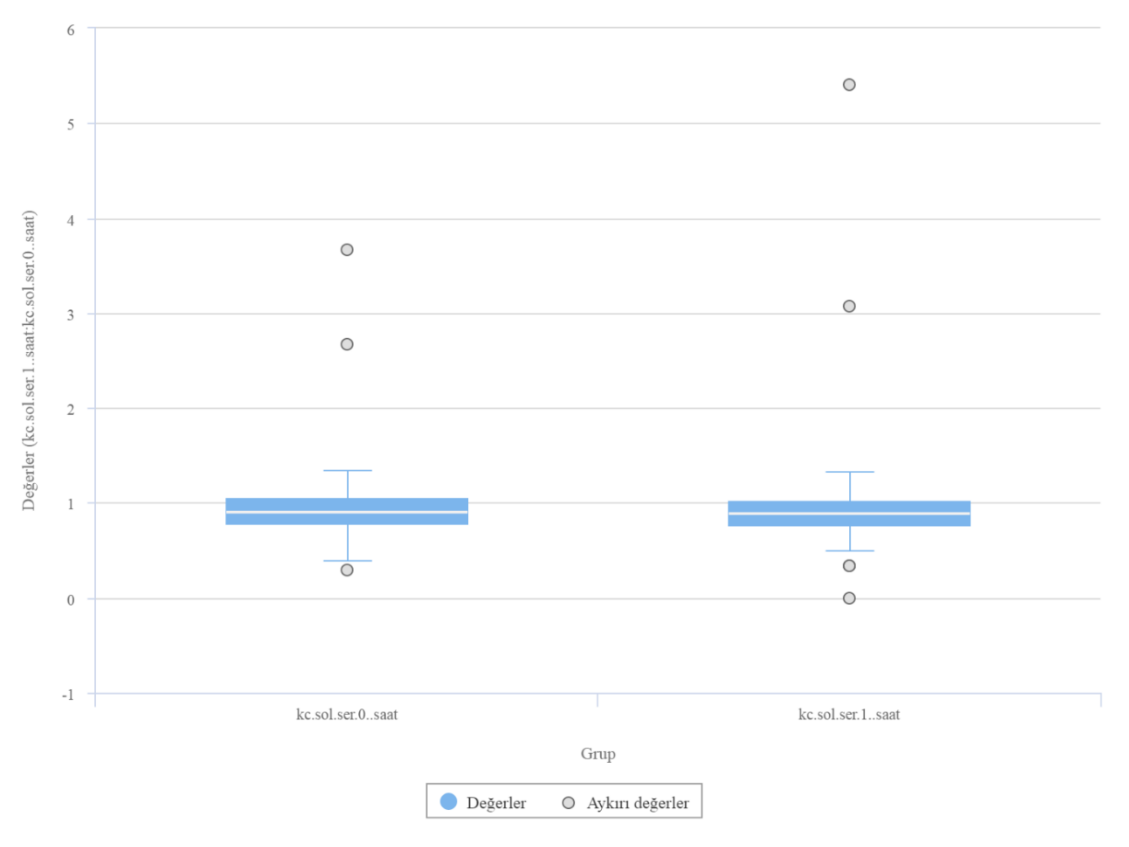 6
5
4
3
2
1
0
-1
Değerler (kc.sol.ser.1..saat:kc.sol.ser.0..saat)
kc.sol.ser.0..saat
kc.sol.ser.1..saat
Grup
Değerler
Aykırı değerler